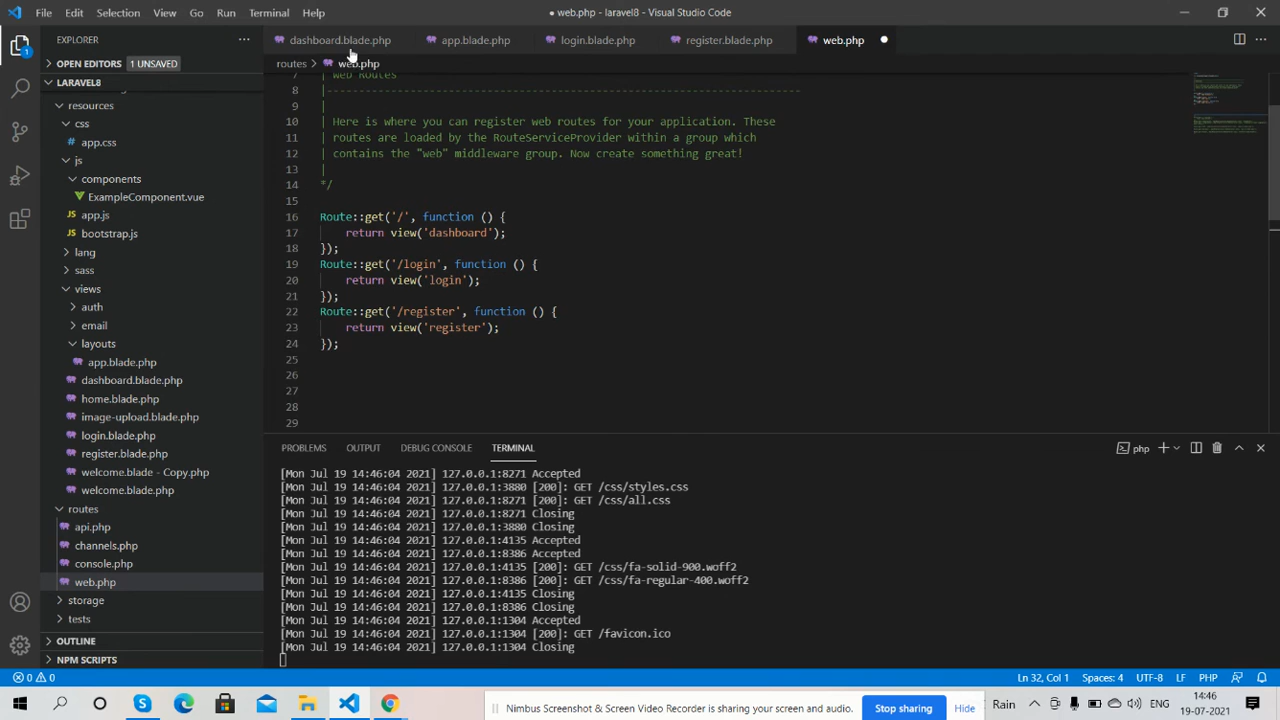 File Edit Selection View Go Run Terminal Help
● web.php - laravel8 - Visual Studio Code
EXPLORER
OPEN EDITORS 1 UNSAVED
LARAVEL8
resources
css
app.css
js
components
ExampleComponent.vue
app.js
bootstrap.js
lang
sass
views
auth
email
layouts
app.blade.php
dashboard.blade.php
home.blade.php
image-upload.blade.php
login.blade.php
register.blade.php
welcome.blade - Copy.php
welcome.blade.php
routes
api.php
channels.php
console.php
web.php
storage
tests
OUTLINE
NPM SCRIPTS
dashboard.blade.php app.blade.php login.blade.php register.blade.php web.php
routes > web.php
7 | Web Routes
8 |--------------------------------------------------------------------------
9 |
10 | Here is where you can register web routes for your application. These
11 | routes are loaded by the RouteServiceProvider within a group which
12 | contains the "web" middleware group. Now create something great!
13 |
14 */
15
16 Route::get('/', function () {
17 return view('dashboard');
18 });
19 Route::get('/login', function () {
20 return view('login');
21 });
22 Route::get('/register', function () {
23 return view('register');
24 });
25
26
27
28
29
PROBLEMS OUTPUT DEBUG CONSOLE TERMINAL
php
[Mon Jul 19 14:46:04 2021] 127.0.0.1:8271 Accepted
[Mon Jul 19 14:46:04 2021] 127.0.0.1:3880 [200]: GET /css/styles.css
[Mon Jul 19 14:46:04 2021] 127.0.0.1:8271 [200]: GET /css/all.css
[Mon Jul 19 14:46:04 2021] 127.0.0.1:8271 Closing
[Mon Jul 19 14:46:04 2021] 127.0.0.1:3880 Closing
[Mon Jul 19 14:46:04 2021] 127.0.0.1:4135 Accepted
[Mon Jul 19 14:46:04 2021] 127.0.0.1:8386 Accepted
[Mon Jul 19 14:46:04 2021] 127.0.0.1:4135 [200]: GET /css/fa-solid-900.woff2
[Mon Jul 19 14:46:04 2021] 127.0.0.1:8386 [200]: GET /css/fa-regular-400.woff2
[Mon Jul 19 14:46:04 2021] 127.0.0.1:4135 Closing
[Mon Jul 19 14:46:04 2021] 127.0.0.1:8386 Closing
[Mon Jul 19 14:46:04 2021] 127.0.0.1:1304 Accepted
[Mon Jul 19 14:46:04 2021] 127.0.0.1:1304 [200]: GET /favicon.ico
[Mon Jul 19 14:46:04 2021] 127.0.0.1:1304 Closing
0 0 Ln 32, Col 1 Spaces: 4 UTF-8 LF PHP
Nimbus Screenshot & Screen Video Recorder is sharing your screen and audio. Stop sharing Hide
Rain
14:46
19-07-2021